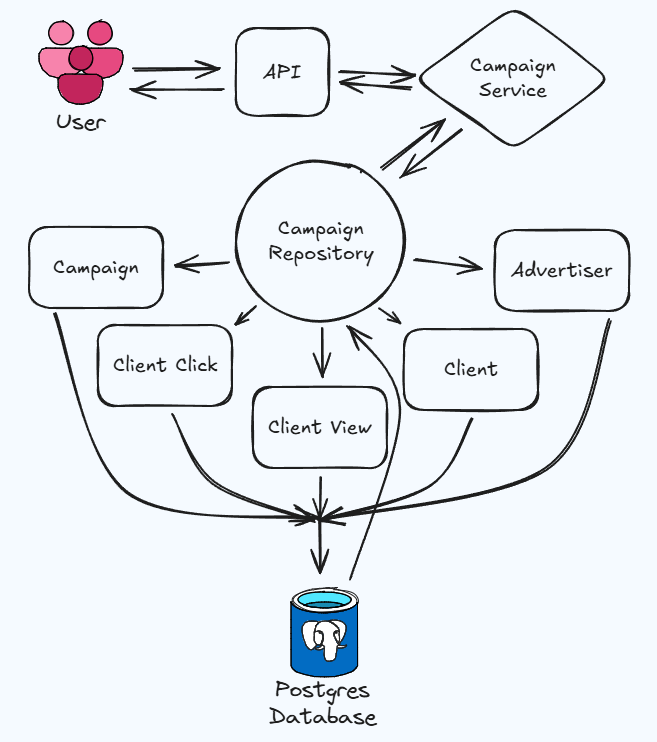 User
API
Campaign
Service
Campaign
Repository
Campaign
Advertiser
Client Click
Client
Client View
Postgres
Database